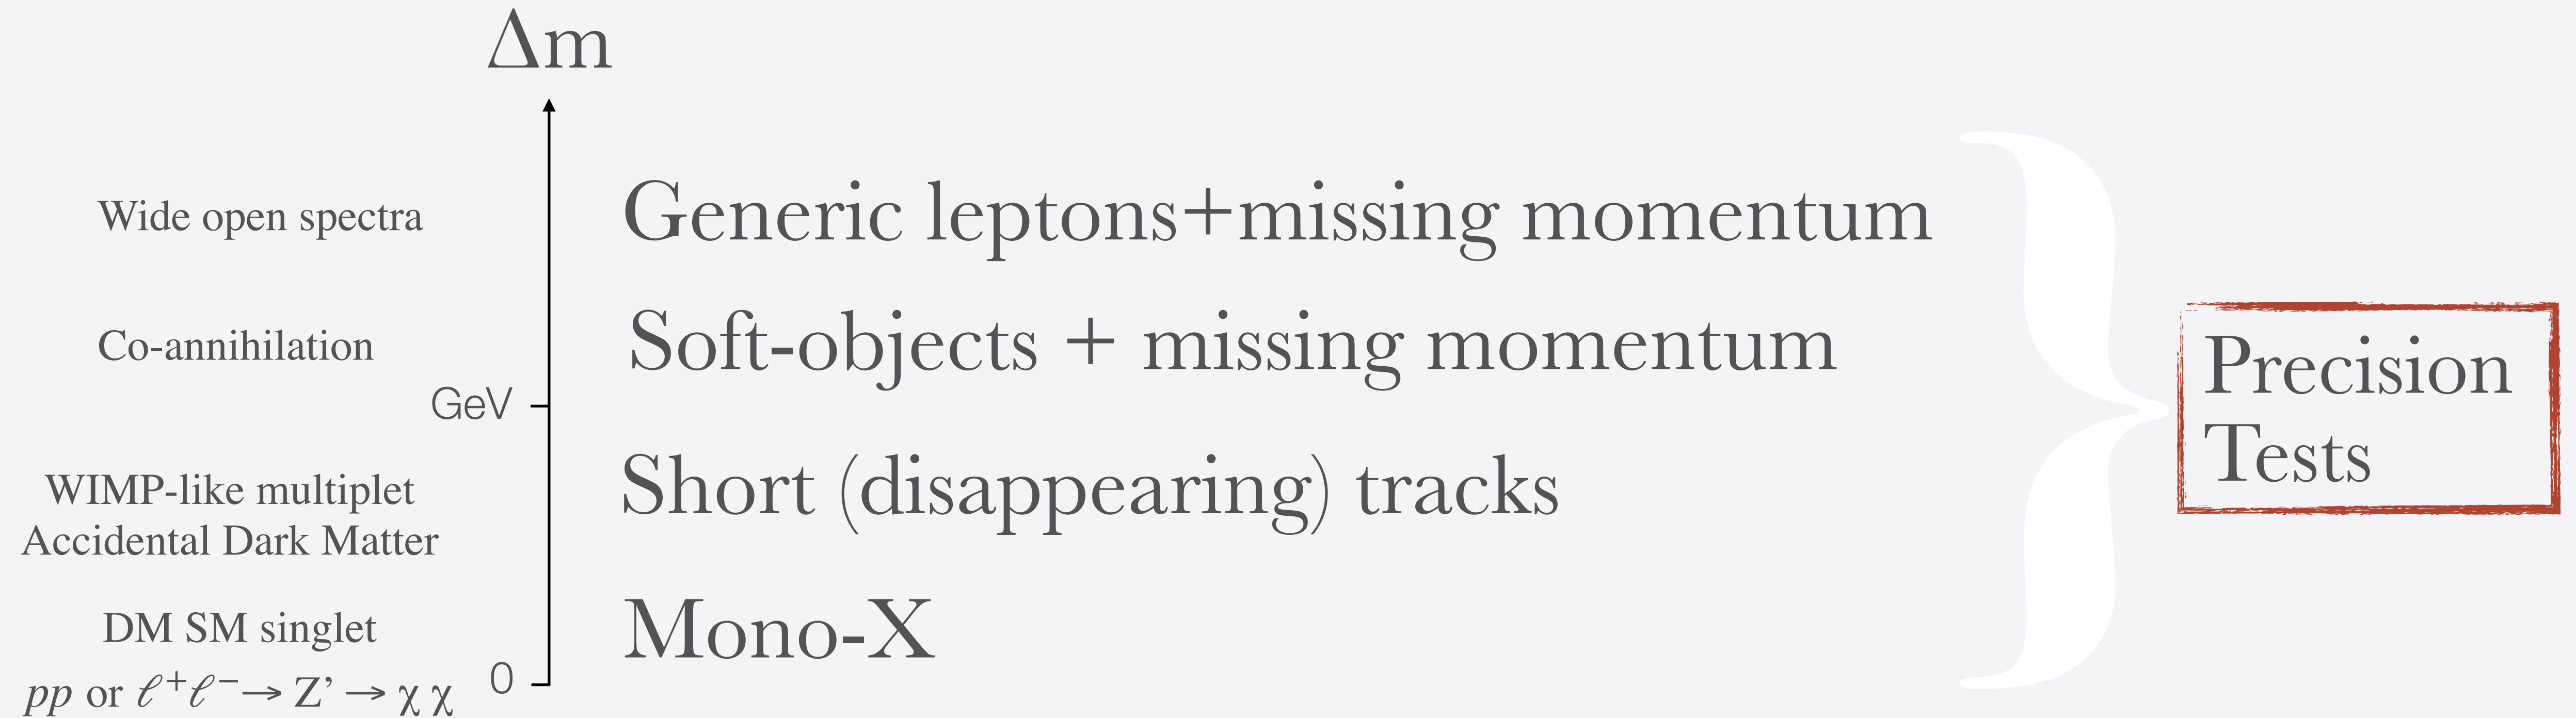 Δm
Wide open spectra
Generic leptons+missing momentum
Co-annihilation
Soft-objects + missing momentum
GeV
Precision
Tests
WIMP-like multiplet
Accidental Dark Matter
Short (disappearing) tracks
DM SM singlet
Mono-X
0
pp or ℓ⁺ℓ⁻→ Z’ → χ χ